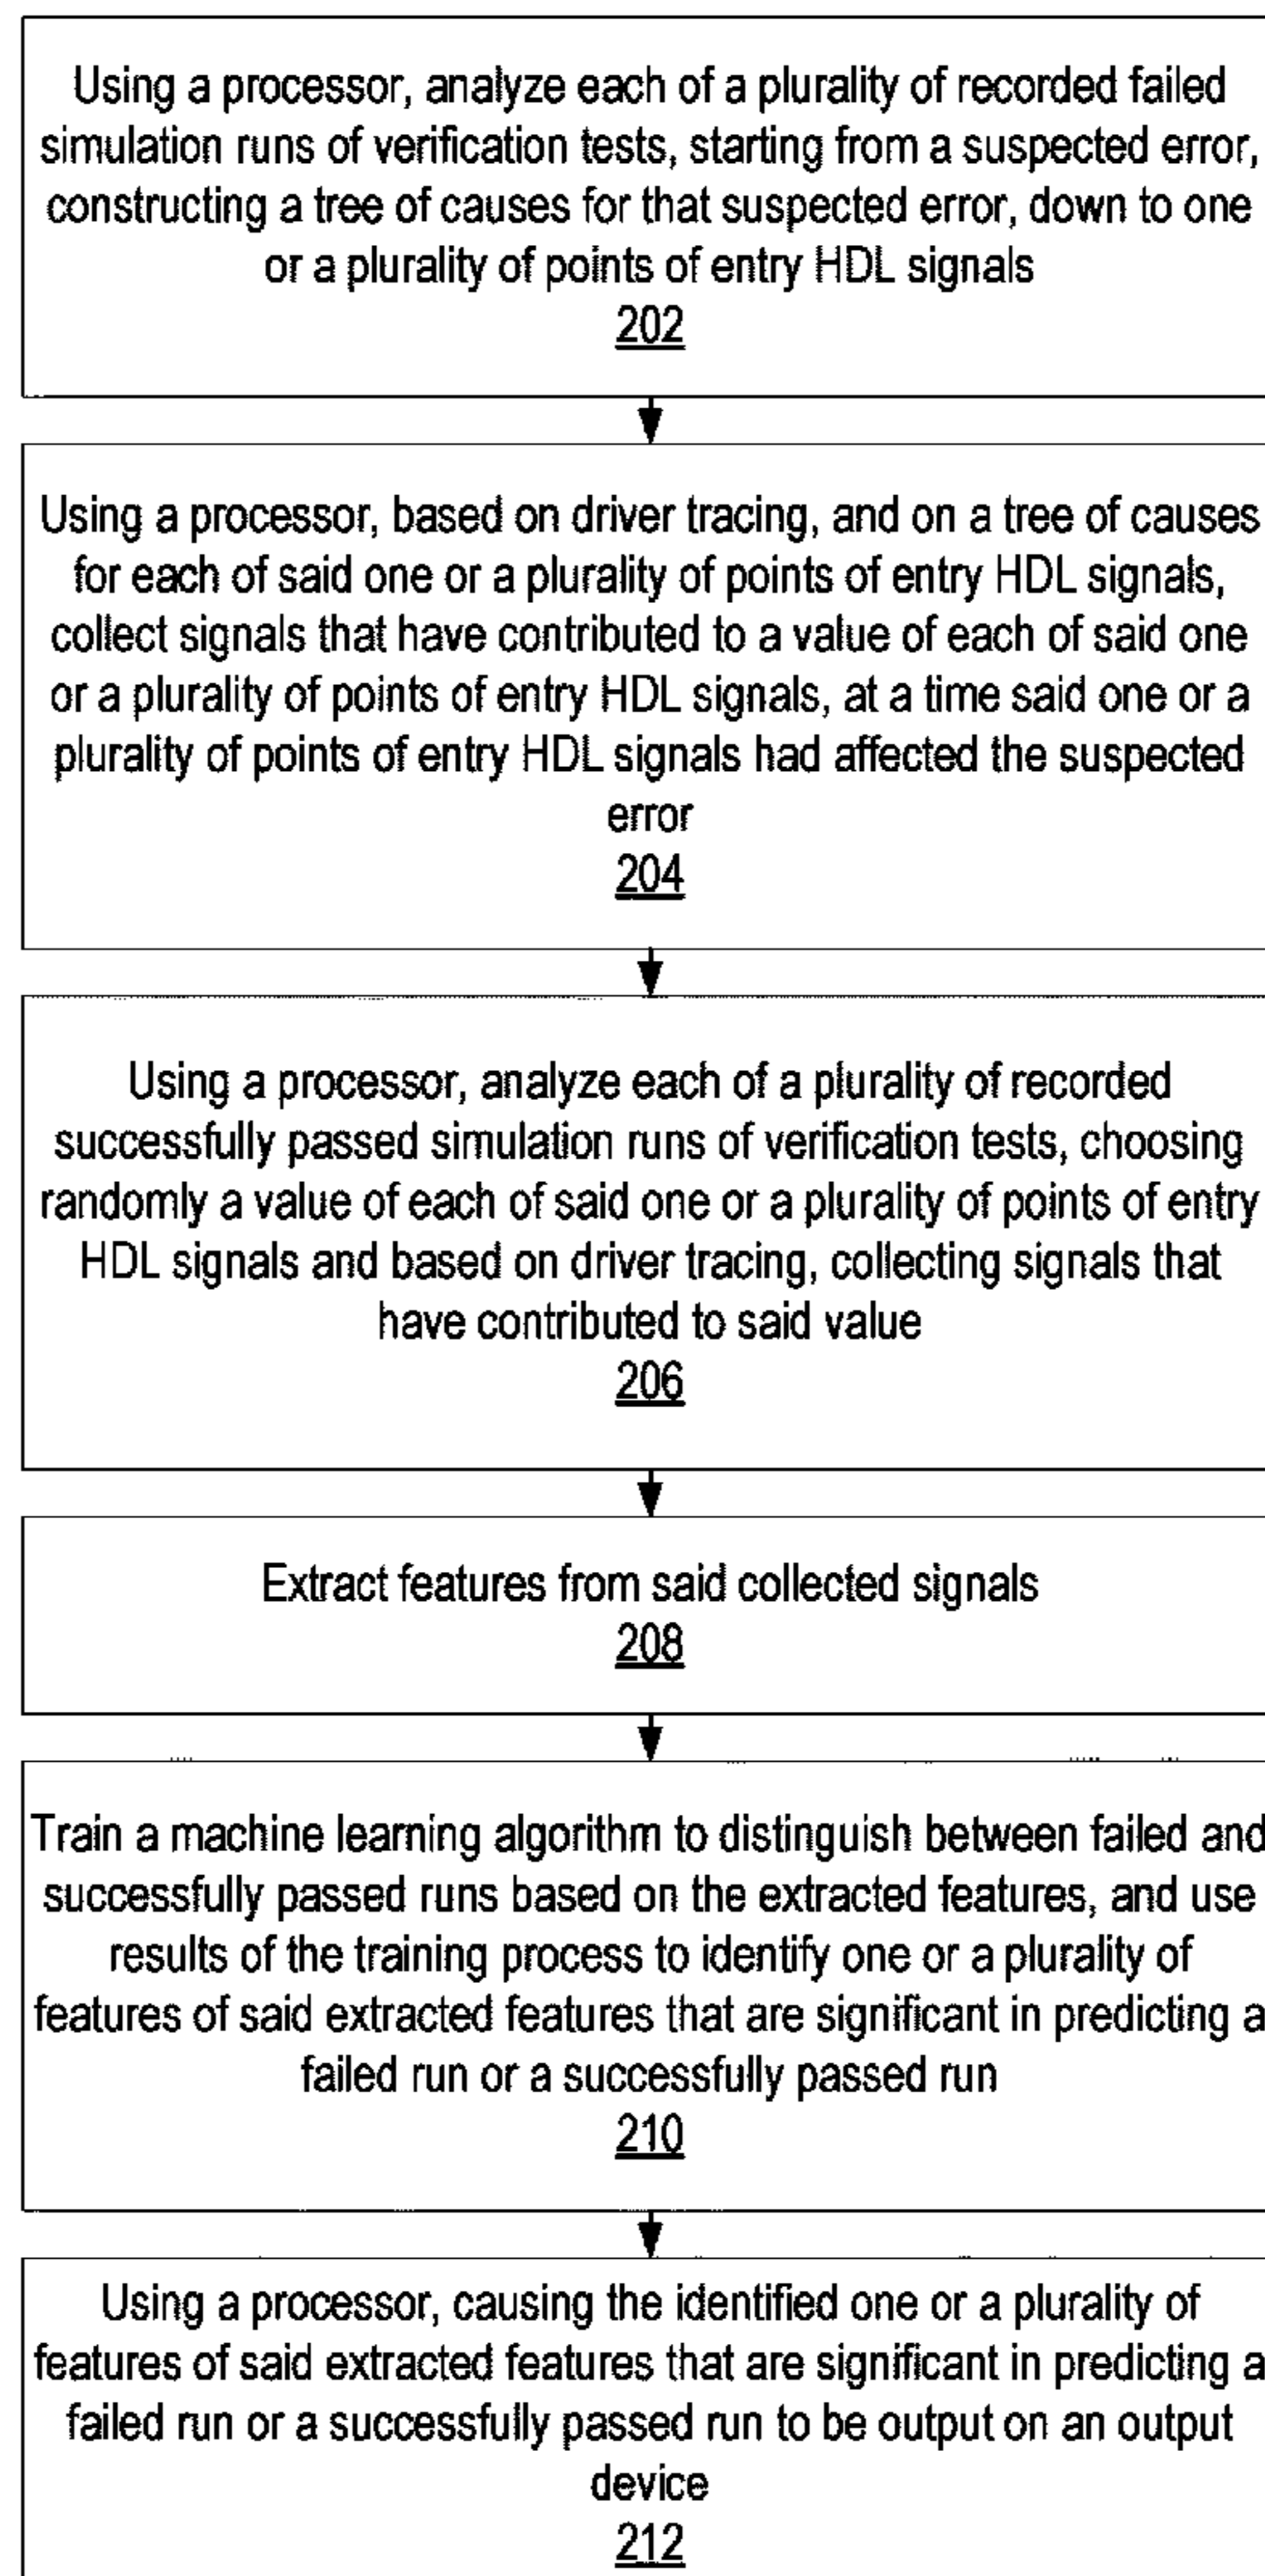 Using a processor, analyze each of a plurality of recorded failed
simulation runs of verification tests, starting from a suspected error,
constructing a tree of causes for that suspected error, down to one
or a plurality of points of entry HDL signals
202
Using a processor, based on driver tracing, and on a tree of causes
for each of said one or a plurality of points of entry HDL signals,
collect signals that have contributed to a value of each of said one
or a plurality of points of entry HDL signals, at a time said one or a
plurality of points of entry HDL signals had affected the suspected
error
204
Using a processor, analyze each of a plurality of recorded
successfully passed simulation runs of verification tests, choosing
randomly a value of each of said one or a plurality of points of entry
HDL signals and based on driver tracing, collecting signals that
have contributed to said value
206
Extract features from said collected signals
208
Train a machine learning algorithm to distinguish between failed and
successfully passed runs based on the extracted features, and use
results of the training process to identify one or a plurality of
features of said extracted features that are significant in predicting a
failed run or a successfully passed run
210
Using a processor, causing the identified one or a plurality of
features of said extracted features that are significant in predicting a
failed run or a successfully passed run to be output on an output
device
212